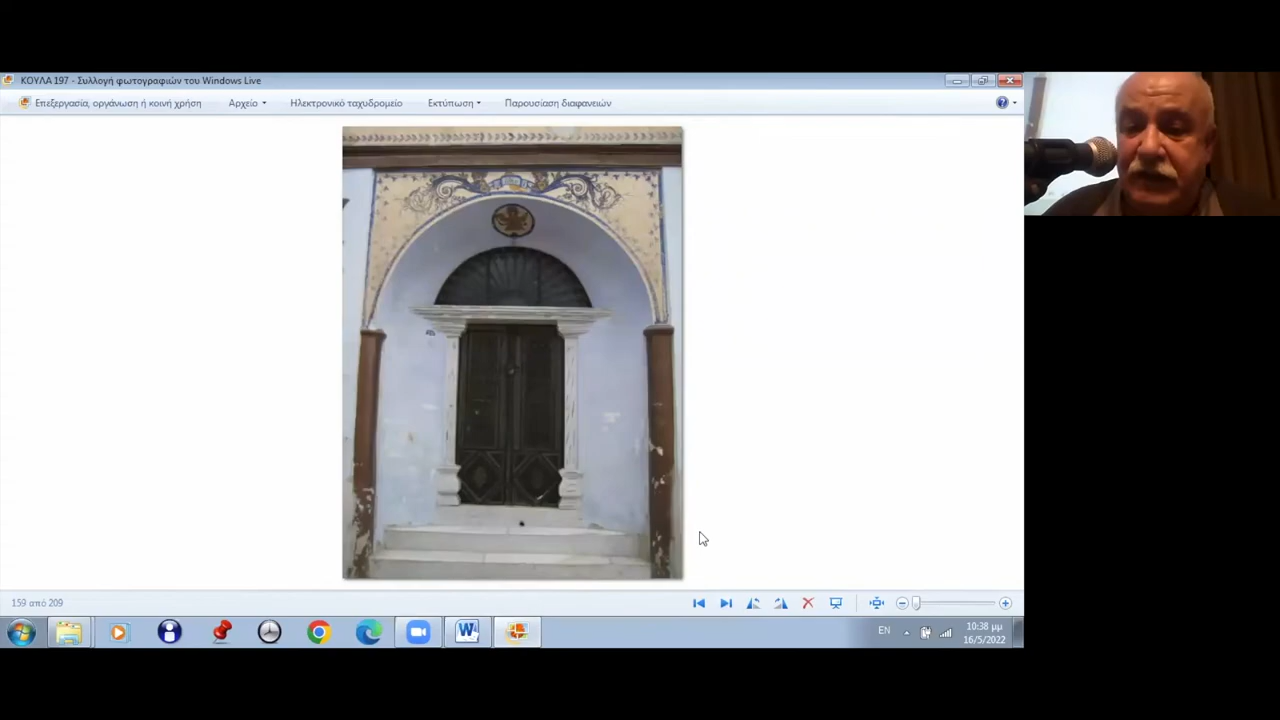 ΚΟΥΛΑ 197 - Συλλογή φωτογραφιών του Windows Live
Επεξεργασία, οργάνωση ή κοινή χρήση
Αρχείο
Ηλεκτρονικό ταχυδρομείο
Εκτύπωση
Παρουσίαση διαφανειών
159 από 209
EN
10:38 μμ
16/5/2022